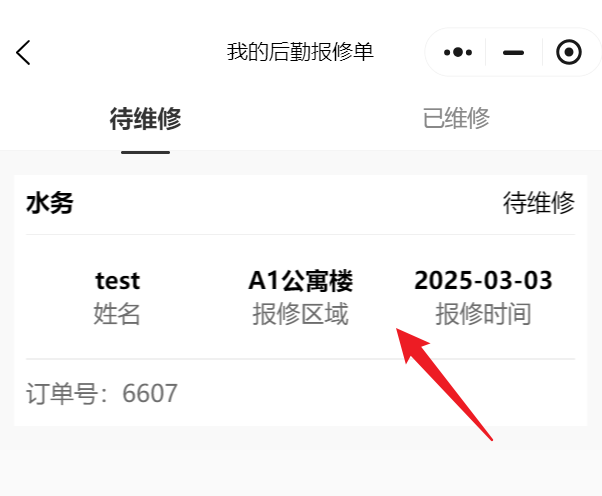 我的后勤报修单
待维修 已维修
水务 待维修
test A1公寓楼 2025-03-03
姓名 报修区域 报修时间
订单号：6607